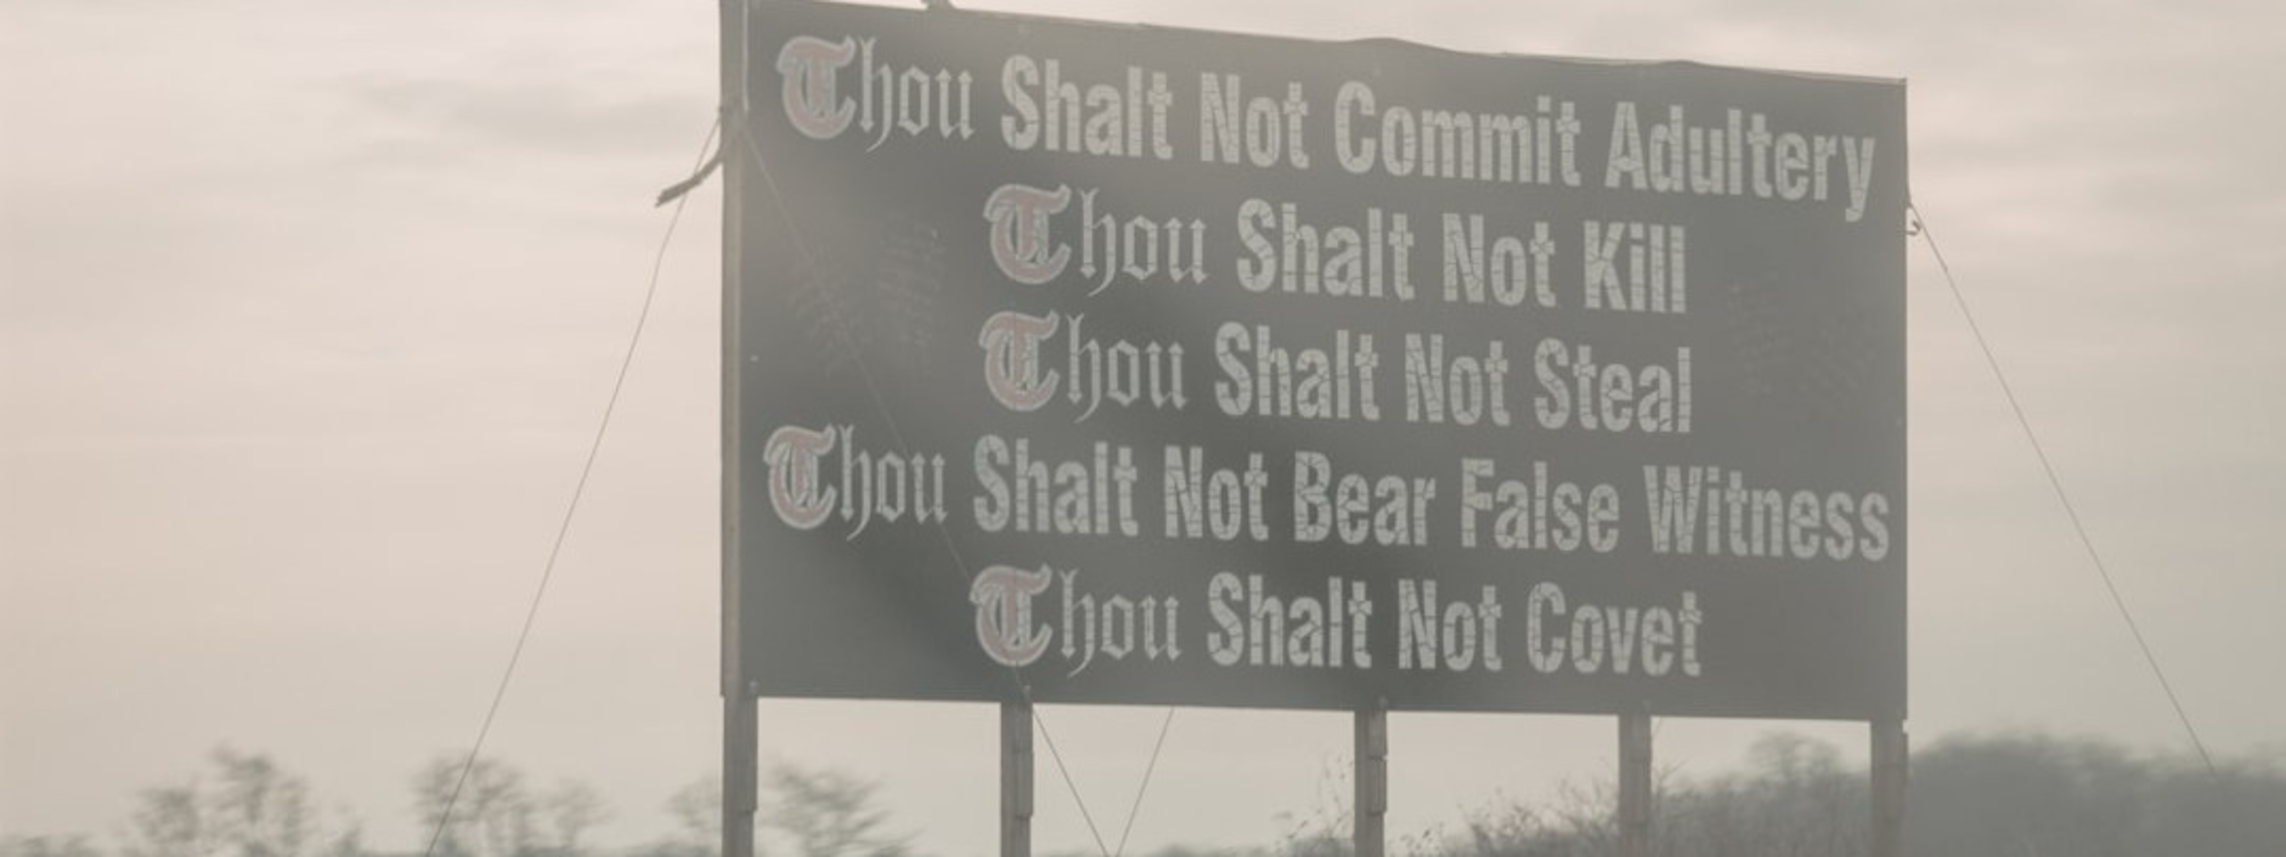 Thou Shalt Not Commit Adultery
Thou Shalt Not Kill
Thou Shalt Not Steal
Thou Shalt Not Bear False Witness
Thou Shalt Not Covet